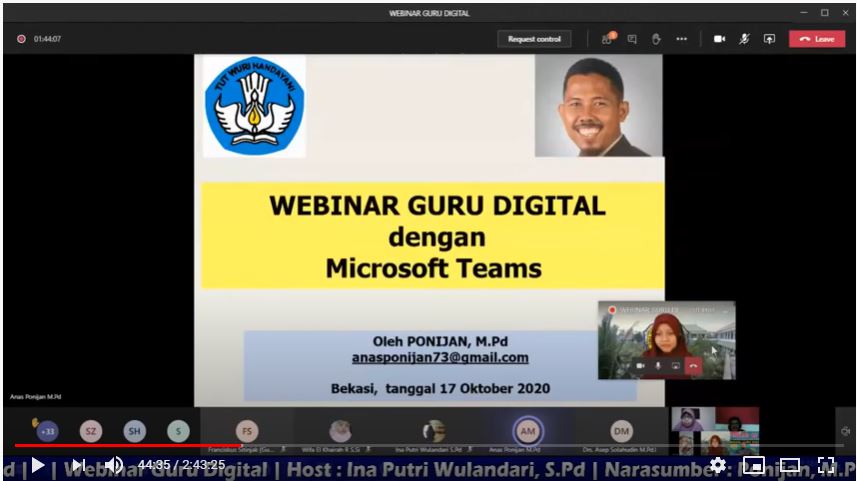 WEBINAR GURU DIGITAL
01:44:07
Request control
Leave
TUT WURI HANDAYANI
WEBINAR GURU DIGITAL
dengan
Microsoft Teams
WEBINAR GURU
Oleh PONIJAN, M.Pd
anasponijan73@gmail.com
Bekasi, tanggal 17 Oktober 2020
Anas Ponijan M.Pd
+33
SZ
SH
S
FS
AM
DM
Franciskus Sitinjak (Gu...
Wifa El Khairah R S.Si
Ina Putri Wulandari S.Pd
Anas Ponijan M.Pd
Drs. Asep Solahudin M.Pd.I
44:35 / 2:43:25
d | | Webinar Guru Digital | Host : Ina Putri Wulandari, S.Pd | Narasumber : Ponijan, M.P